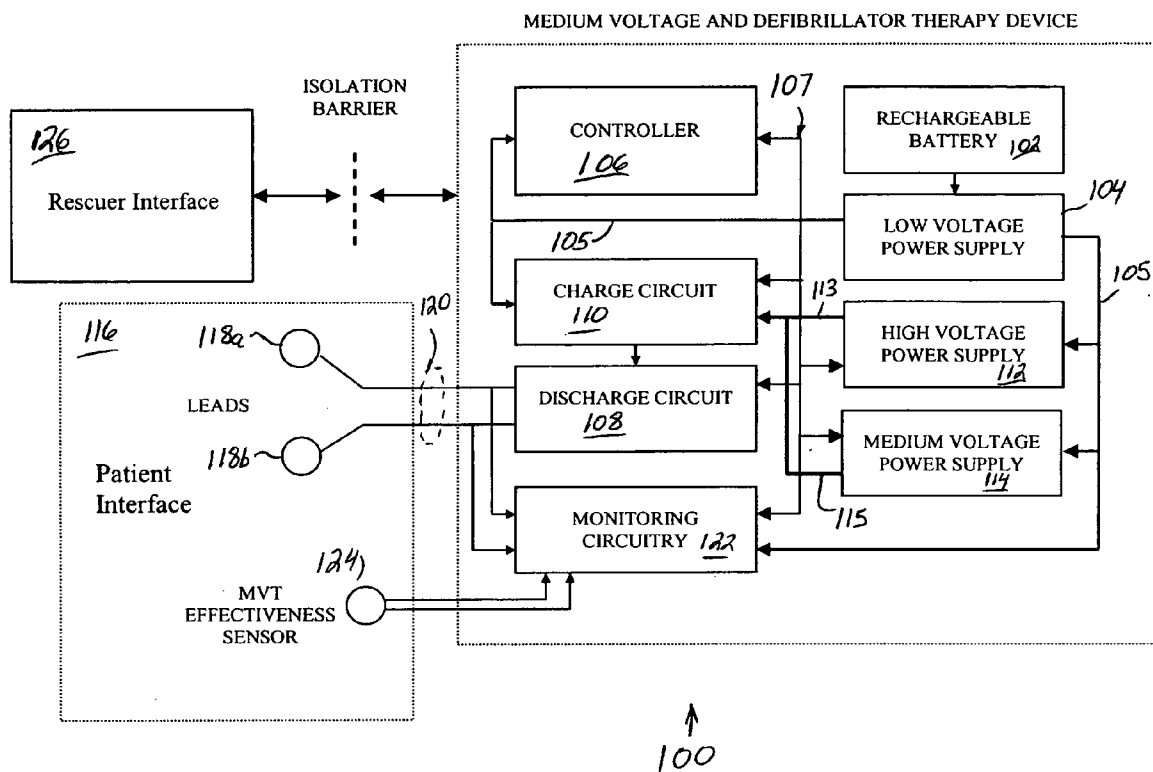 MEDIUM VOLTAGE AND DEFIBRILLATOR THERAPY DEVICE
ISOLATION
BARRIER
126
Rescuer Interface
CONTROLLER
106
107
RECHARGEABLE
BATTERY 102
104
LOW VOLTAGE
POWER SUPPLY
105
105
CHARGE CIRCUIT
110
113
HIGH VOLTAGE
POWER SUPPLY
112
116
118a
120
LEADS
118b
DISCHARGE CIRCUIT
108
MEDIUM VOLTAGE
POWER SUPPLY
114
115
Patient
Interface
MONITORING
CIRCUITRY 122
124
MVT
EFFECTIVENESS
SENSOR
100